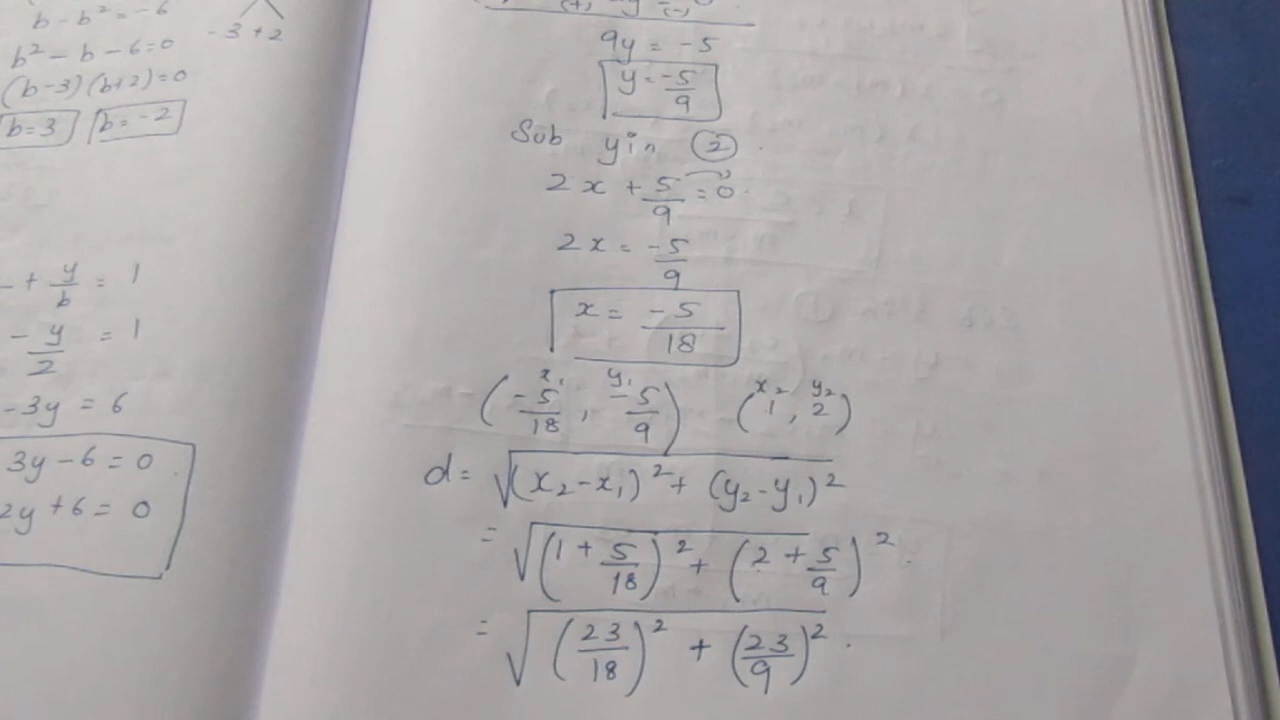 b - b² = -6
-3 +2
b² - b - 6 = 0
(b-3) (b+2) = 0
b = 3 b = -2
+ y/b = 1
- y/2 = 1
-3y = 6
3y - 6 = 0
2y + 6 = 0
(+) (-)
9y = -5
y = -5/9
Sub y in (2).
2x + 5/9 = 0.
2x = -5/9
x = -5/18
x₁ y₁ x₂ y₂
(-5/18, -5/9) (1, 2)
d = √(x₂-x₁)² + (y₂-y₁)²
= √(1 + 5/18)² + (2 + 5/9)².
= √(23/18)² + (23/9)².